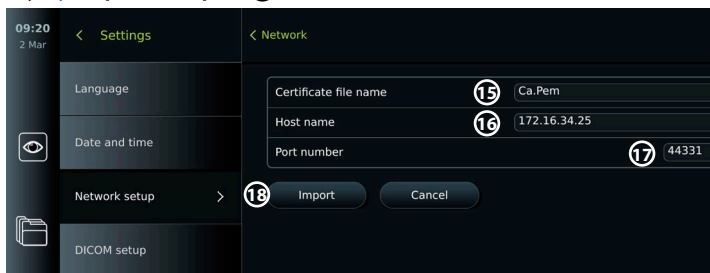 09:20
2 Mar
< Settings
< Network
Language
Date and time
Network setup >
DICOM setup
Certificate file name 15 Ca.Pem
Host name 16 172.16.34.25
Port number 17 44331
18 Import Cancel